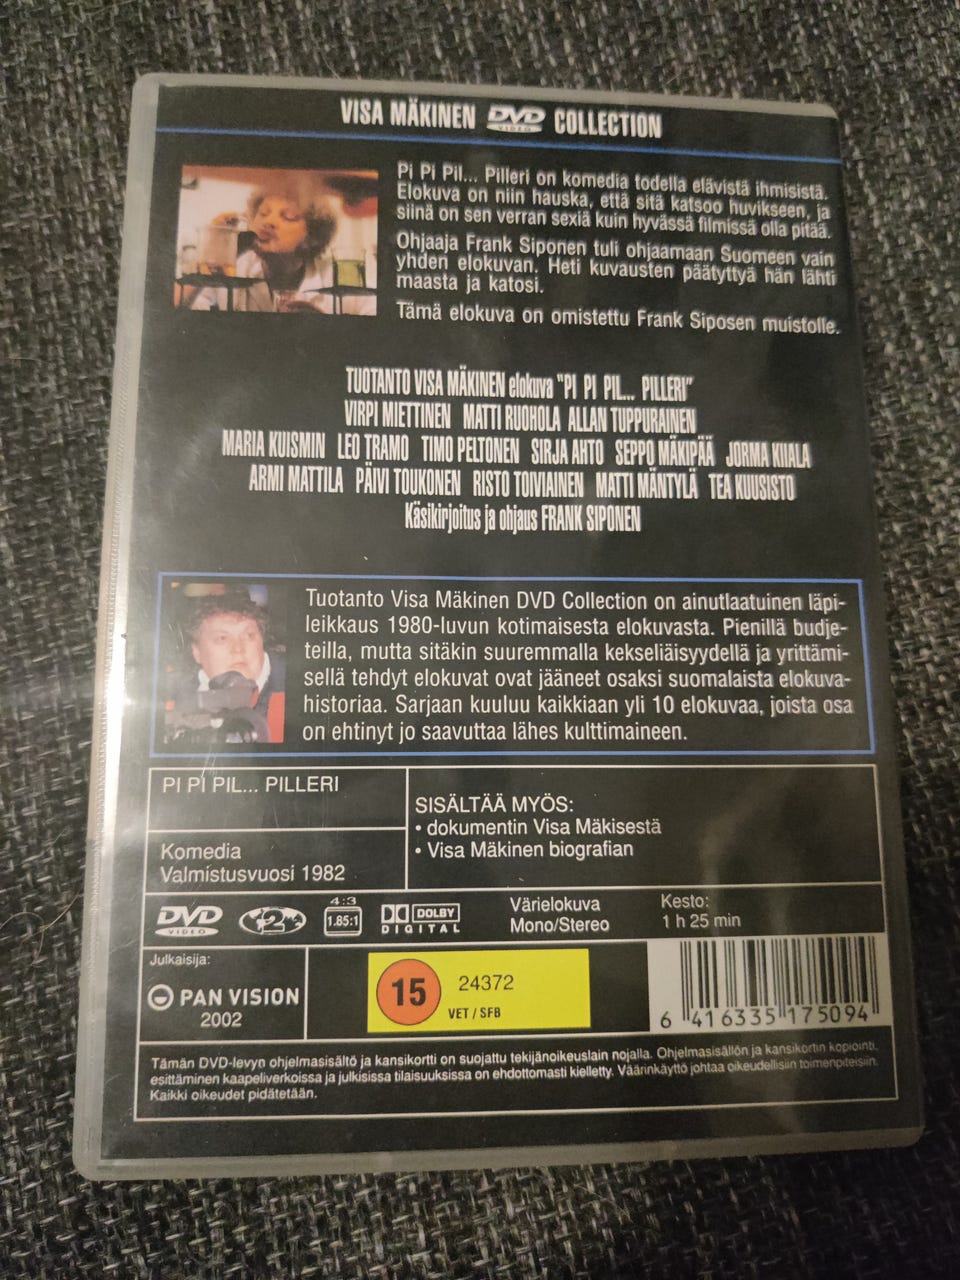 VISA MÄKINEN DVD VIDEO COLLECTION
Pi Pi Pil... Pilleri on komedia todella elävistä ihmisistä.
Elokuva on niin hauska, että sitä katsoo huvikseen, ja
siinä on sen verran sexiä kuin hyvässä filmissä olla pitää.
Ohjaaja Frank Siponen tuli ohjaamaan Suomeen vain
yhden elokuvan. Heti kuvausten päätyttyä hän lähti
maasta ja katosi.
Tämä elokuva on omistettu Frank Siposen muistolle.
TUOTANTO VISA MÄKINEN elokuva "PI PI PIL... PILLERI"
VIRPI MIETTINEN MATTI RUOHOLA ALLAN TUPPURAINEN
MARIA KUISMIN LEO TRAMO TIMO PELTONEN SIRJA AHTO SEPPO MÄKIPÄÄ JORMA KIIALA
ARMI MATTILA PÄIVI TOUKONEN RISTO TOIVIAINEN MATTI MÄNTYLÄ TEA KUUSISTO
Käsikirjoitus ja ohjaus FRANK SIPONEN
Tuotanto Visa Mäkinen DVD Collection on ainutlaatuinen läpi-
leikkaus 1980-luvun kotimaisesta elokuvasta. Pienillä budje-
teilla, mutta sitäkin suuremmalla kekseliäisyydellä ja yrittämi-
sellä tehdyt elokuvat ovat jääneet osaksi suomalaista elokuva-
historiaa. Sarjaan kuuluu kaikkiaan yli 10 elokuvaa, joista osa
on ehtinyt jo saavuttaa lähes kulttimaineen.
PI PI PIL... PILLERI
Komedia
Valmistusvuosi 1982
SISÄLTÄÄ MYÖS:
• dokumentin Visa Mäkisestä
• Visa Mäkinen biografian
DVD VIDEO
2
4:3
1.85:1
DOLBY
DIGITAL
Värielokuva
Mono/Stereo
Kesto:
1 h 25 min
Julkaisija:
PAN VISION
2002
15 24372
VET / SFB
6 416335 175094
Tämän DVD-levyn ohjelmasisältö ja kansikortti on suojattu tekijänoikeuslain nojalla. Ohjelmasisällön ja kansikortin kopiointi,
esittäminen kaapeliverkoissa ja julkisissa tilaisuuksissa on ehdottomasti kielletty. Väärinkäyttö johtaa oikeudellisiin toimenpiteisiin.
Kaikki oikeudet pidätetään.